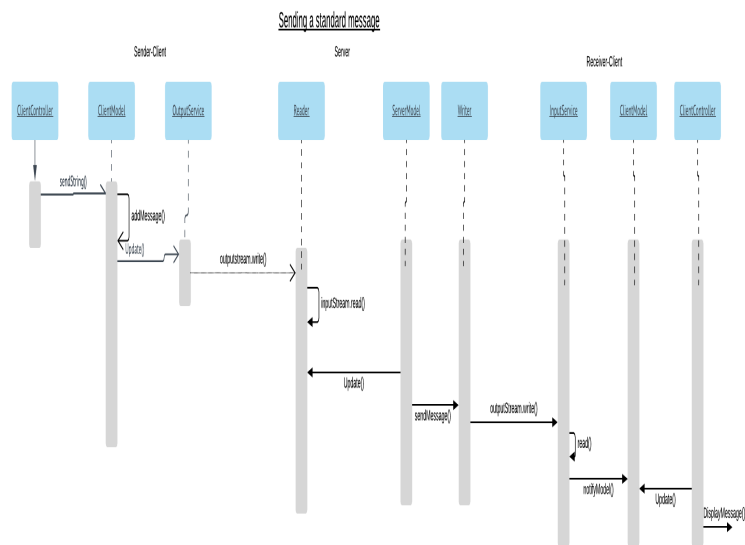 Sending a standard message
Sender-Client
Server
Receiver-Client
ClientController
ClientModel
OutputService
Reader
ServerModel
Writer
InputService
ClientModel
ClientController
sendString()
addMessage()
Update()
outputstream.write()
inputStream.read()
Update()
sendMessage()
outputStream.write()
read()
notifyModel()
Update()
DisplayMessage()